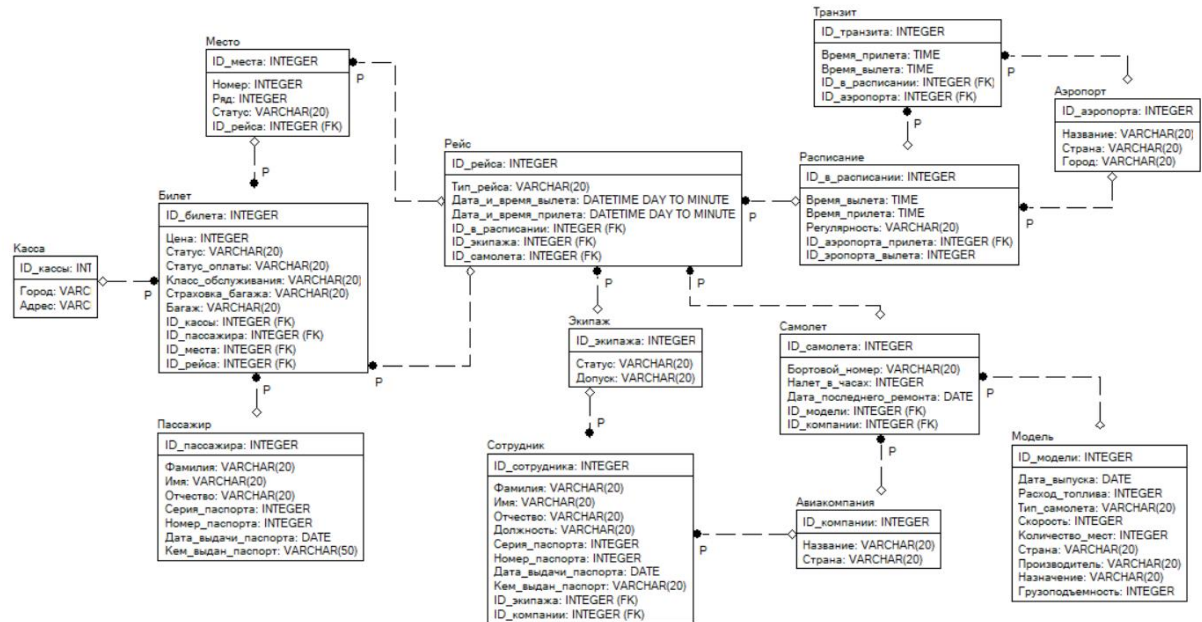 Транзит
ID_транзита: INTEGER
Время_прилета: TIME
Время_вылета: TIME
ID_в_расписании: INTEGER (FK)
ID_аэропорта: INTEGER (FK)
P
P
Место
ID_места: INTEGER
Номер: INTEGER
Ряд: INTEGER
Статус: VARCHAR(20)
ID_рейса: INTEGER (FK)
P
P
Аэропорт
ID_аэропорта: INTEGER
Название: VARCHAR(20)
Страна: VARCHAR(20)
Город: VARCHAR(20)
Рейс
ID_рейса: INTEGER
Тип_рейса: VARCHAR(20)
Дата_и_время_вылета: DATETIME DAY TO MINUTE
Дата_и_время_прилета: DATETIME DAY TO MINUTE
ID_в_расписании: INTEGER (FK)
ID_экипажа: INTEGER (FK)
ID_самолета: INTEGER (FK)
P
P
P
Расписание
ID_в_расписании: INTEGER
Время_вылета: TIME
Время_прилета: TIME
Регулярность: VARCHAR(20)
ID_аэропорта_прилета: INTEGER (FK)
ID_эропорта_вылета: INTEGER
P
Билет
ID_билета: INTEGER
Цена: INTEGER
Статус: VARCHAR(20)
Статус_оплаты: VARCHAR(20)
Класс_обслуживания: VARCHAR(20)
Страховка_багажа: VARCHAR(20)
Багаж: VARCHAR(20)
ID_кассы: INTEGER (FK)
ID_пассажира: INTEGER (FK)
ID_места: INTEGER (FK)
ID_рейса: INTEGER (FK)
P
P
P
Касса
ID_кассы: INT
Город: VARC
Адрес: VARC
Экипаж
ID_экипажа: INTEGER
Статус: VARCHAR(20)
Допуск: VARCHAR(20)
Самолет
ID_самолета: INTEGER
Бортовой_номер: VARCHAR(20)
Налет_в_часах: INTEGER
Дата_последнего_ремонта: DATE
ID_модели: INTEGER (FK)
ID_компании: INTEGER (FK)
P
P
Пассажир
ID_пассажира: INTEGER
Фамилия: VARCHAR(20)
Имя: VARCHAR(20)
Отчество: VARCHAR(20)
Серия_паспорта: INTEGER
Номер_паспорта: INTEGER
Дата_выдачи_паспорта: DATE
Кем_выдан_паспорт: VARCHAR(50)
Сотрудник
ID_сотрудника: INTEGER
Фамилия: VARCHAR(20)
Имя: VARCHAR(20)
Отчество: VARCHAR(20)
Должность: VARCHAR(20)
Серия_паспорта: INTEGER
Номер_паспорта: INTEGER
Дата_выдачи_паспорта: DATE
Кем_выдан_паспорт: VARCHAR(20)
ID_экипажа: INTEGER (FK)
ID_компании: INTEGER (FK)
P
P
Авиакомпания
ID_компании: INTEGER
Название: VARCHAR(20)
Страна: VARCHAR(20)
Модель
ID_модели: INTEGER
Дата_выпуска: DATE
Расход_топлива: INTEGER
Тип_самолета: VARCHAR(20)
Скорость: INTEGER
Количество_мест: INTEGER
Страна: VARCHAR(20)
Производитель: VARCHAR(20)
Назначение: VARCHAR(20)
Грузоподъемность: INTEGER